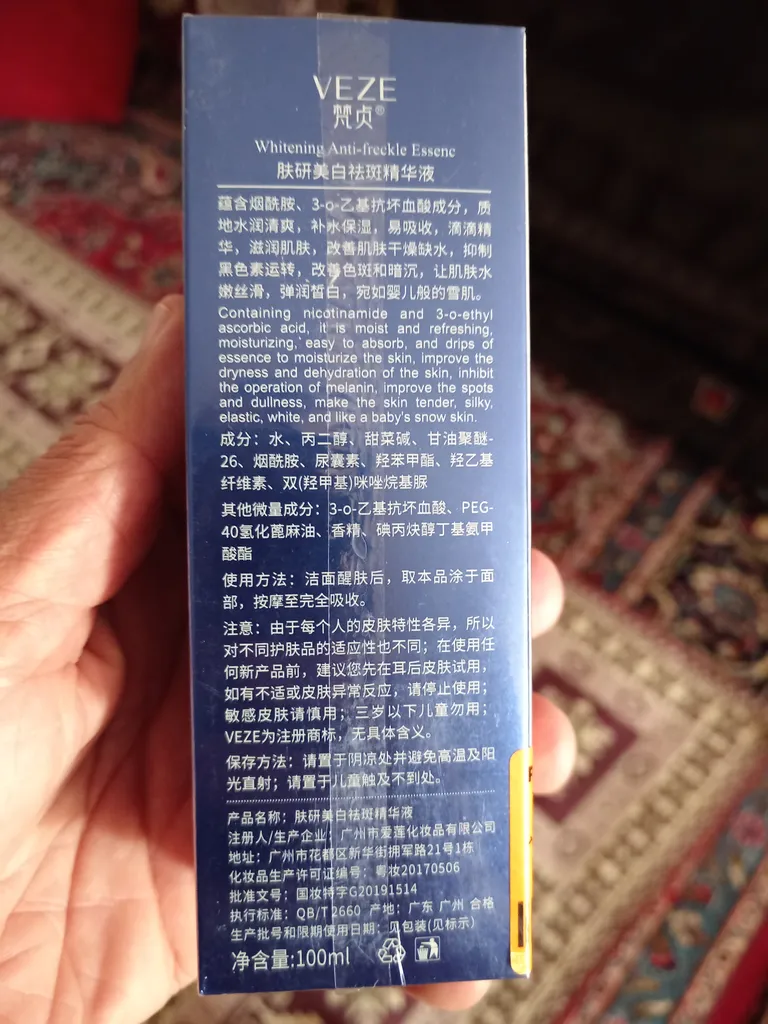 VEZE
梵贞®
Whitening Anti-freckle Essenc
肤研美白祛斑精华液
蕴含烟酰胺、3-o-乙基抗坏血酸成分，质
地水润清爽，补水保湿，易吸收，滴滴精
华，滋润肌肤，改善肌肤干燥缺水，抑制
黑色素运转，改善色斑和暗沉，让肌肤水
嫩丝滑，弹润皙白，宛如婴儿般的雪肌。
Containing nicotinamide and 3-o-ethyl
ascorbic acid, it is moist and refreshing,
moisturizing, easy to absorb, and drips of
essence to moisturize the skin, improve the
dryness and dehydration of the skin, inhibit
the operation of melanin, improve the spots
and dullness, make the skin tender, silky,
elastic, white, and like a baby's snow skin.
成分：水、丙二醇、甜菜碱、甘油聚醚-
26、烟酰胺、尿囊素、羟苯甲酯、羟乙基
纤维素、双(羟甲基)咪唑烷基脲
其他微量成分：3-o-乙基抗坏血酸、PEG-
40氢化蓖麻油、香精、碘丙炔醇丁基氨甲
酸酯
使用方法：洁面醒肤后，取本品涂于面
部，按摩至完全吸收。
注意：由于每个人的皮肤特性各异，所以
对不同护肤品的适应性也不同；在使用任
何新产品前，建议您先在耳后皮肤试用，
如有不适或皮肤异常反应，请停止使用；
敏感皮肤请慎用；三岁以下儿童勿用；
VEZE为注册商标，无具体含义。
保存方法：请置于阴凉处并避免高温及阳
光直射；请置于儿童触及不到处。
产品名称：肤研美白祛斑精华液
注册人/生产企业：广州市爱莲化妆品有限公司
地址：广州市花都区新华街拥军路21号1栋
化妆品生产许可证编号：粤妆20170506
批准文号：国妆特字G20191514
执行标准：QB/T 2660 产地：广东 广州 合格
生产批号和限期使用日期：见包装(见标示)
净含量:100ml